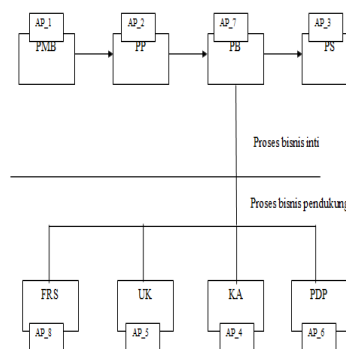 AP_1 AP_2 AP_7 AP_3
PMB PP PB PS
Proses bisnis inti
Proses bisnis pendukung
FRS UK KA PDP
AP_8 AP_5 AP_4 AP_6